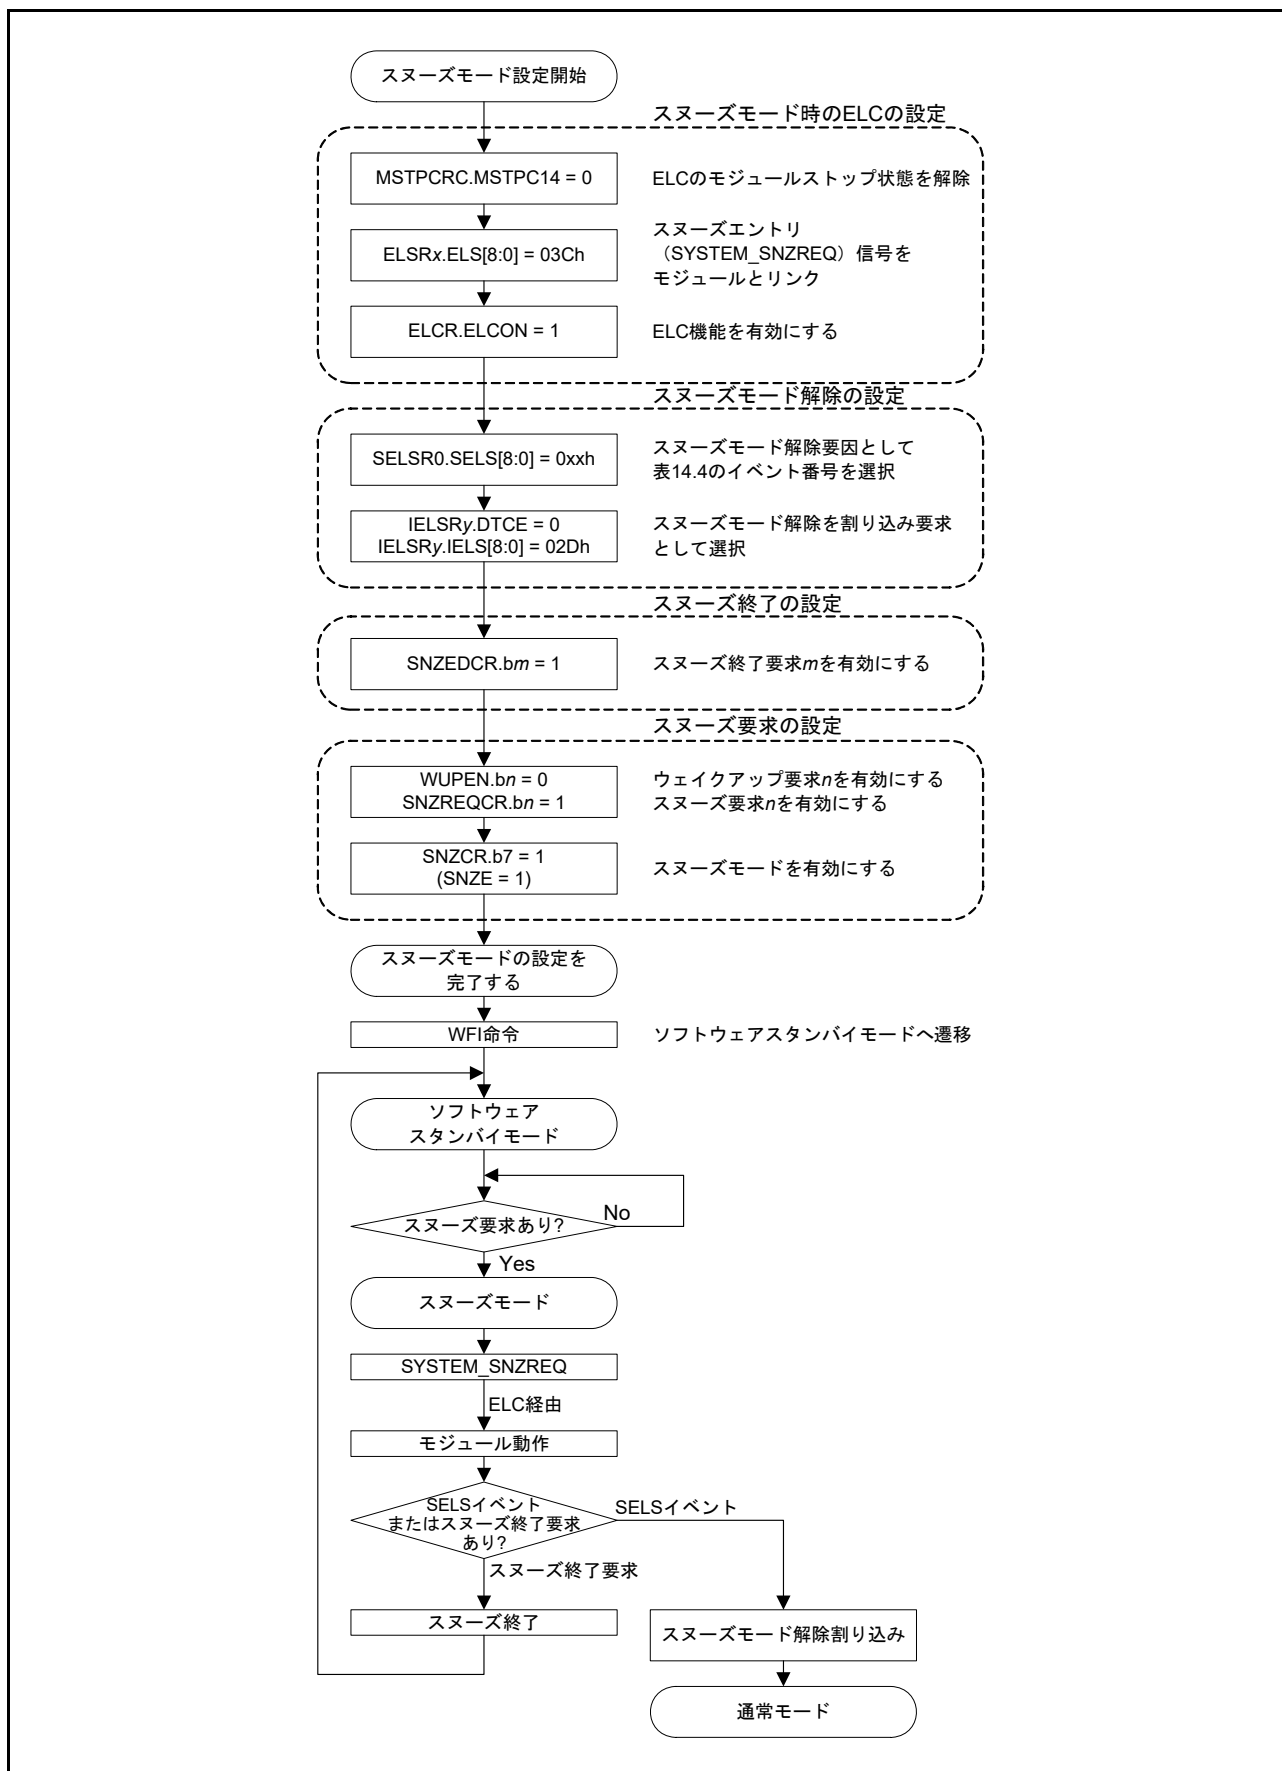 スヌーズモード設定開始
スヌーズモード時のELCの設定
MSTPCRC.MSTPC14 = 0
ELCのモジュールストップ状態を解除
ELSRx.ELS[8:0] = 03Ch
スヌーズエントリ
（SYSTEM_SNZREQ）信号を
モジュールとリンク
ELCR.ELCON = 1
ELC機能を有効にする
スヌーズモード解除の設定
SELSR0.SELS[8:0] = 0xxh
スヌーズモード解除要因として
表14.4のイベント番号を選択
IELSRy.DTCE = 0
IELSRy.IELS[8:0] = 02Dh
スヌーズモード解除を割り込み要求
として選択
スヌーズ終了の設定
SNZEDCR.bm = 1
スヌーズ終了要求mを有効にする
スヌーズ要求の設定
WUPEN.bn = 0
SNZREQCR.bn = 1
ウェイクアップ要求nを有効にする
スヌーズ要求nを有効にする
SNZCR.b7 = 1
(SNZE = 1)
スヌーズモードを有効にする
スヌーズモードの設定を
完了する
WFI命令
ソフトウェアスタンバイモードへ遷移
ソフトウェア
スタンバイモード
スヌーズ要求あり?
No
Yes
スヌーズモード
SYSTEM_SNZREQ
ELC経由
モジュール動作
SELSイベント
またはスヌーズ終了要求
あり?
SELSイベント
スヌーズ終了要求
スヌーズ終了
スヌーズモード解除割り込み
通常モード